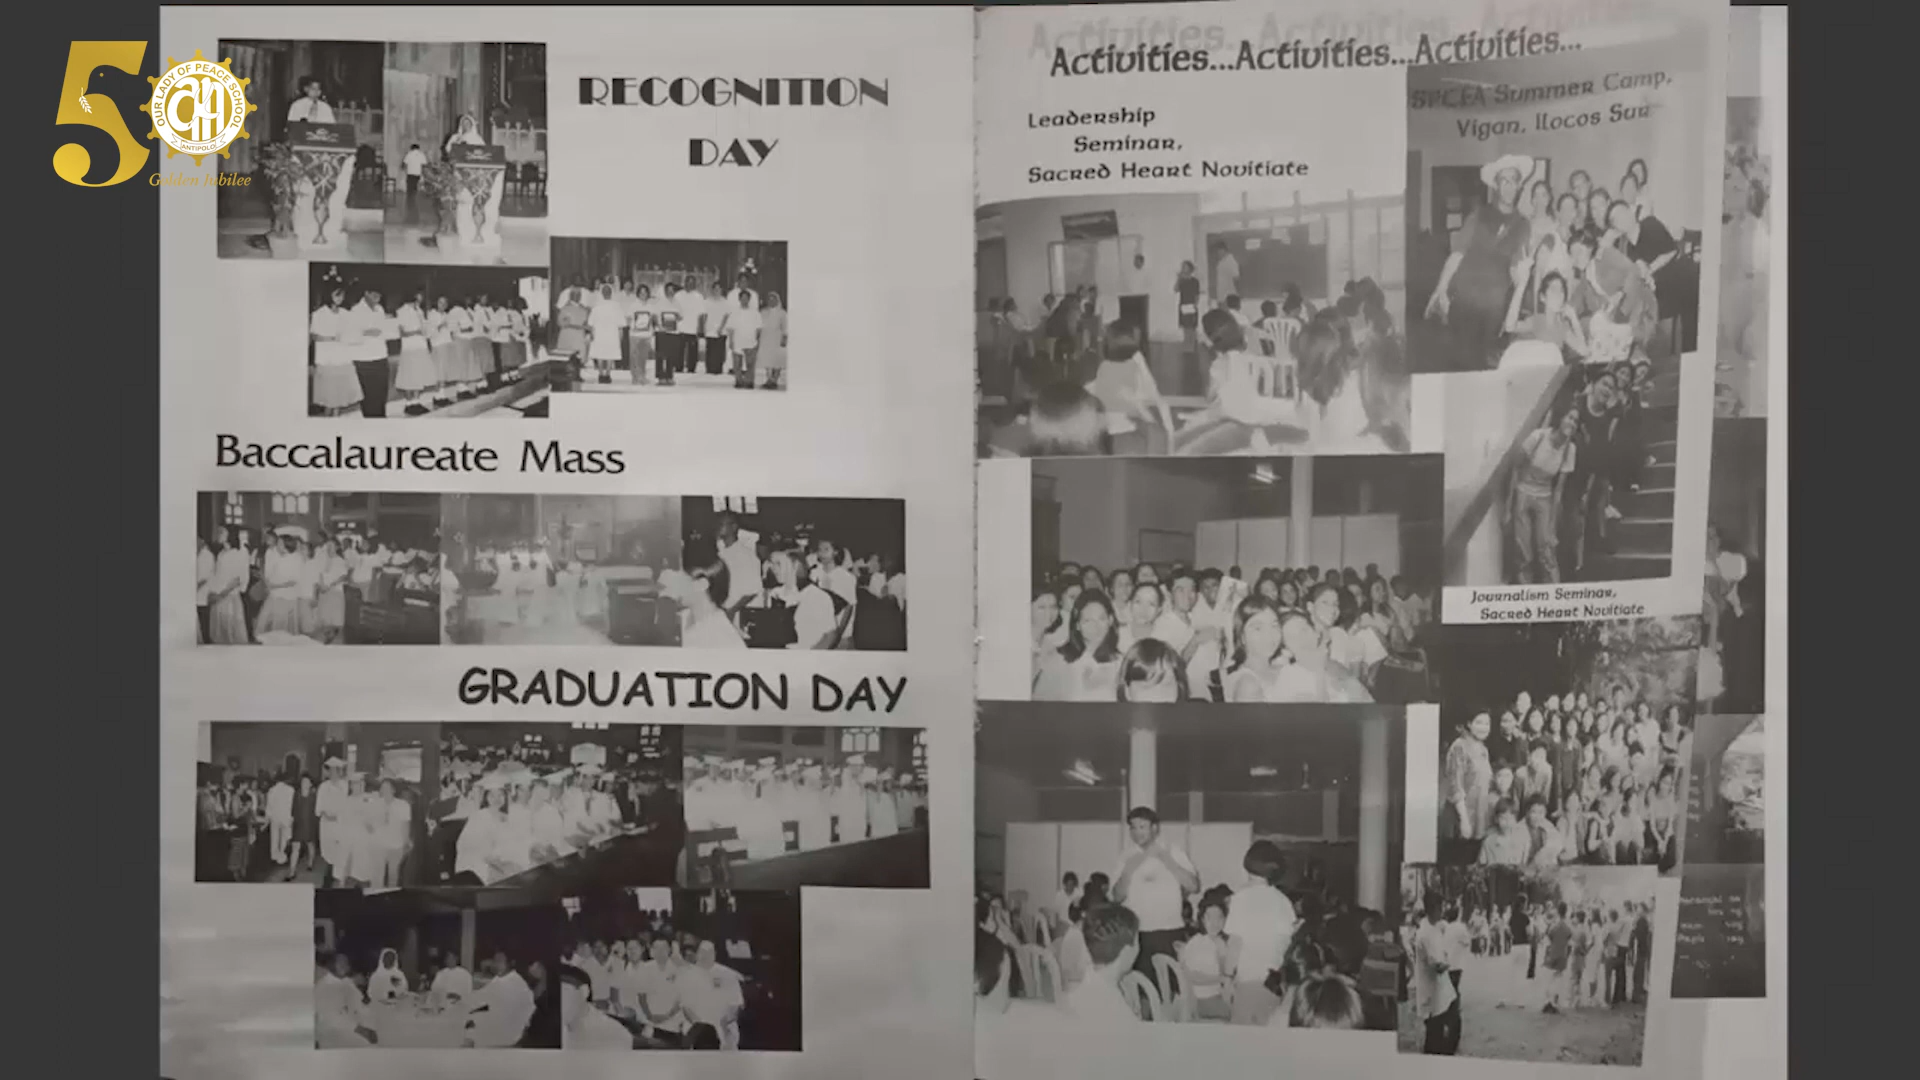 50
OUR LADY OF PEACE SCHOOL
ANTIPOLO
Golden Jubilee
RECOGNITION
DAY
Baccalaureate Mass
GRADUATION DAY
Activities...Activities...Activities...
Leadership
Seminar,
Sacred Heart Novitiate
SPCEA Summer Camp,
Vigan, Ilocos Sur
Journalism Seminar,
Sacred Heart Novitiate